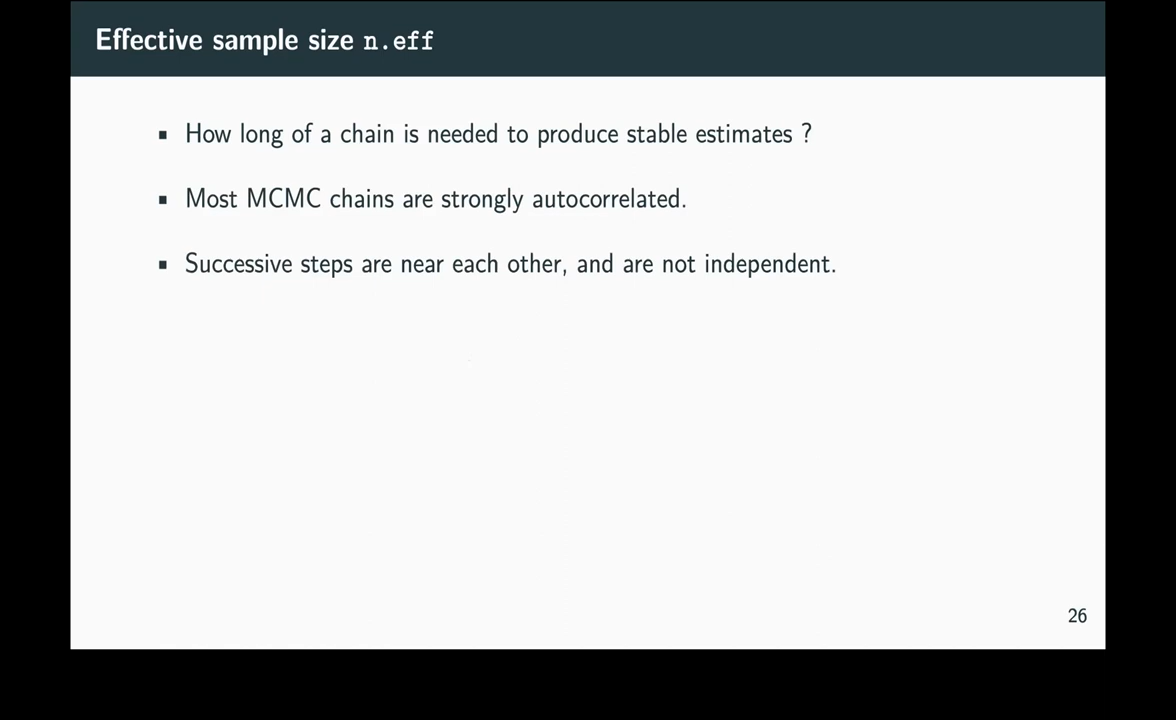 Effective sample size n.eff
▪ How long of a chain is needed to produce stable estimates ?
▪ Most MCMC chains are strongly autocorrelated.
▪ Successive steps are near each other, and are not independent.
26